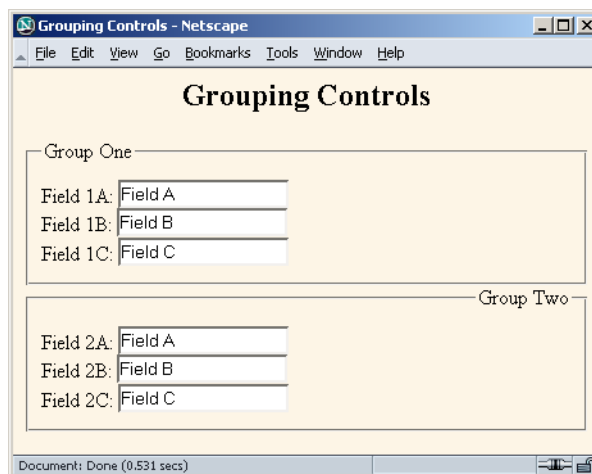 Grouping Controls - Netscape
File Edit View Go Bookmarks Tools Window Help
Grouping Controls
Group One
Field 1A: Field A
Field 1B: Field B
Field 1C: Field C
Group Two
Field 2A: Field A
Field 2B: Field B
Field 2C: Field C
Document: Done (0.531 secs)